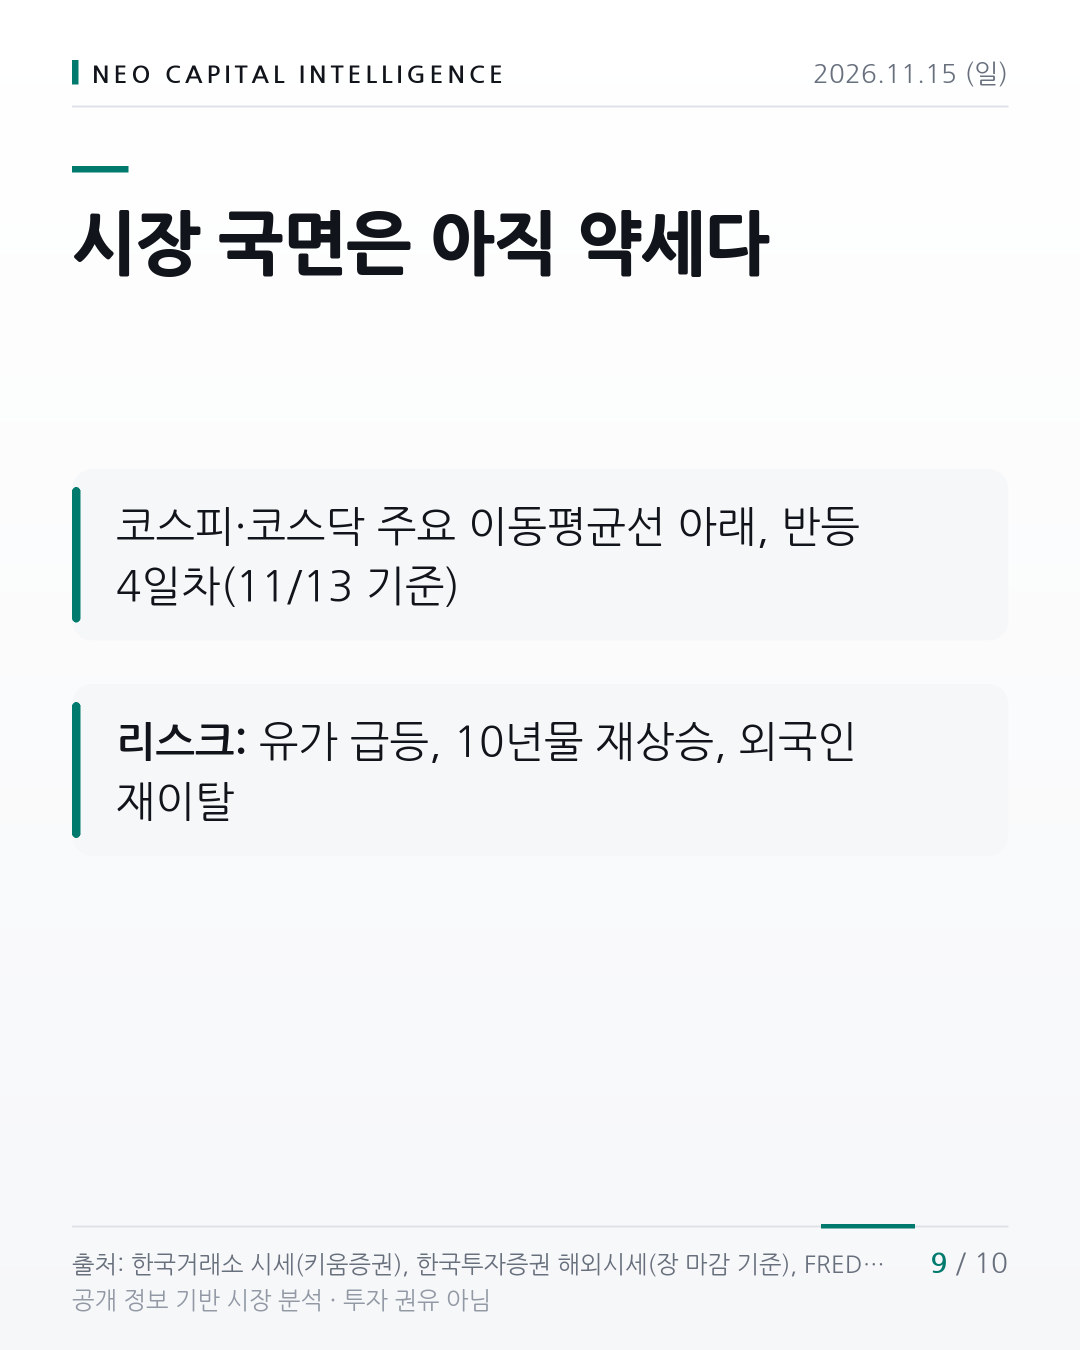 NEO CAPITAL INTELLIGENCE
2026.11.15 (일)
시장 국면은 아직 약세다
코스피·코스닥 주요 이동평균선 아래, 반등
4일차(11/13 기준)
리스크: 유가 급등, 10년물 재상승, 외국인
재이탈
출처: 한국거래소 시세(키움증권), 한국투자증권 해외시세(장 마감 기준), FRED…
9 / 10
공개 정보 기반 시장 분석 · 투자 권유 아님